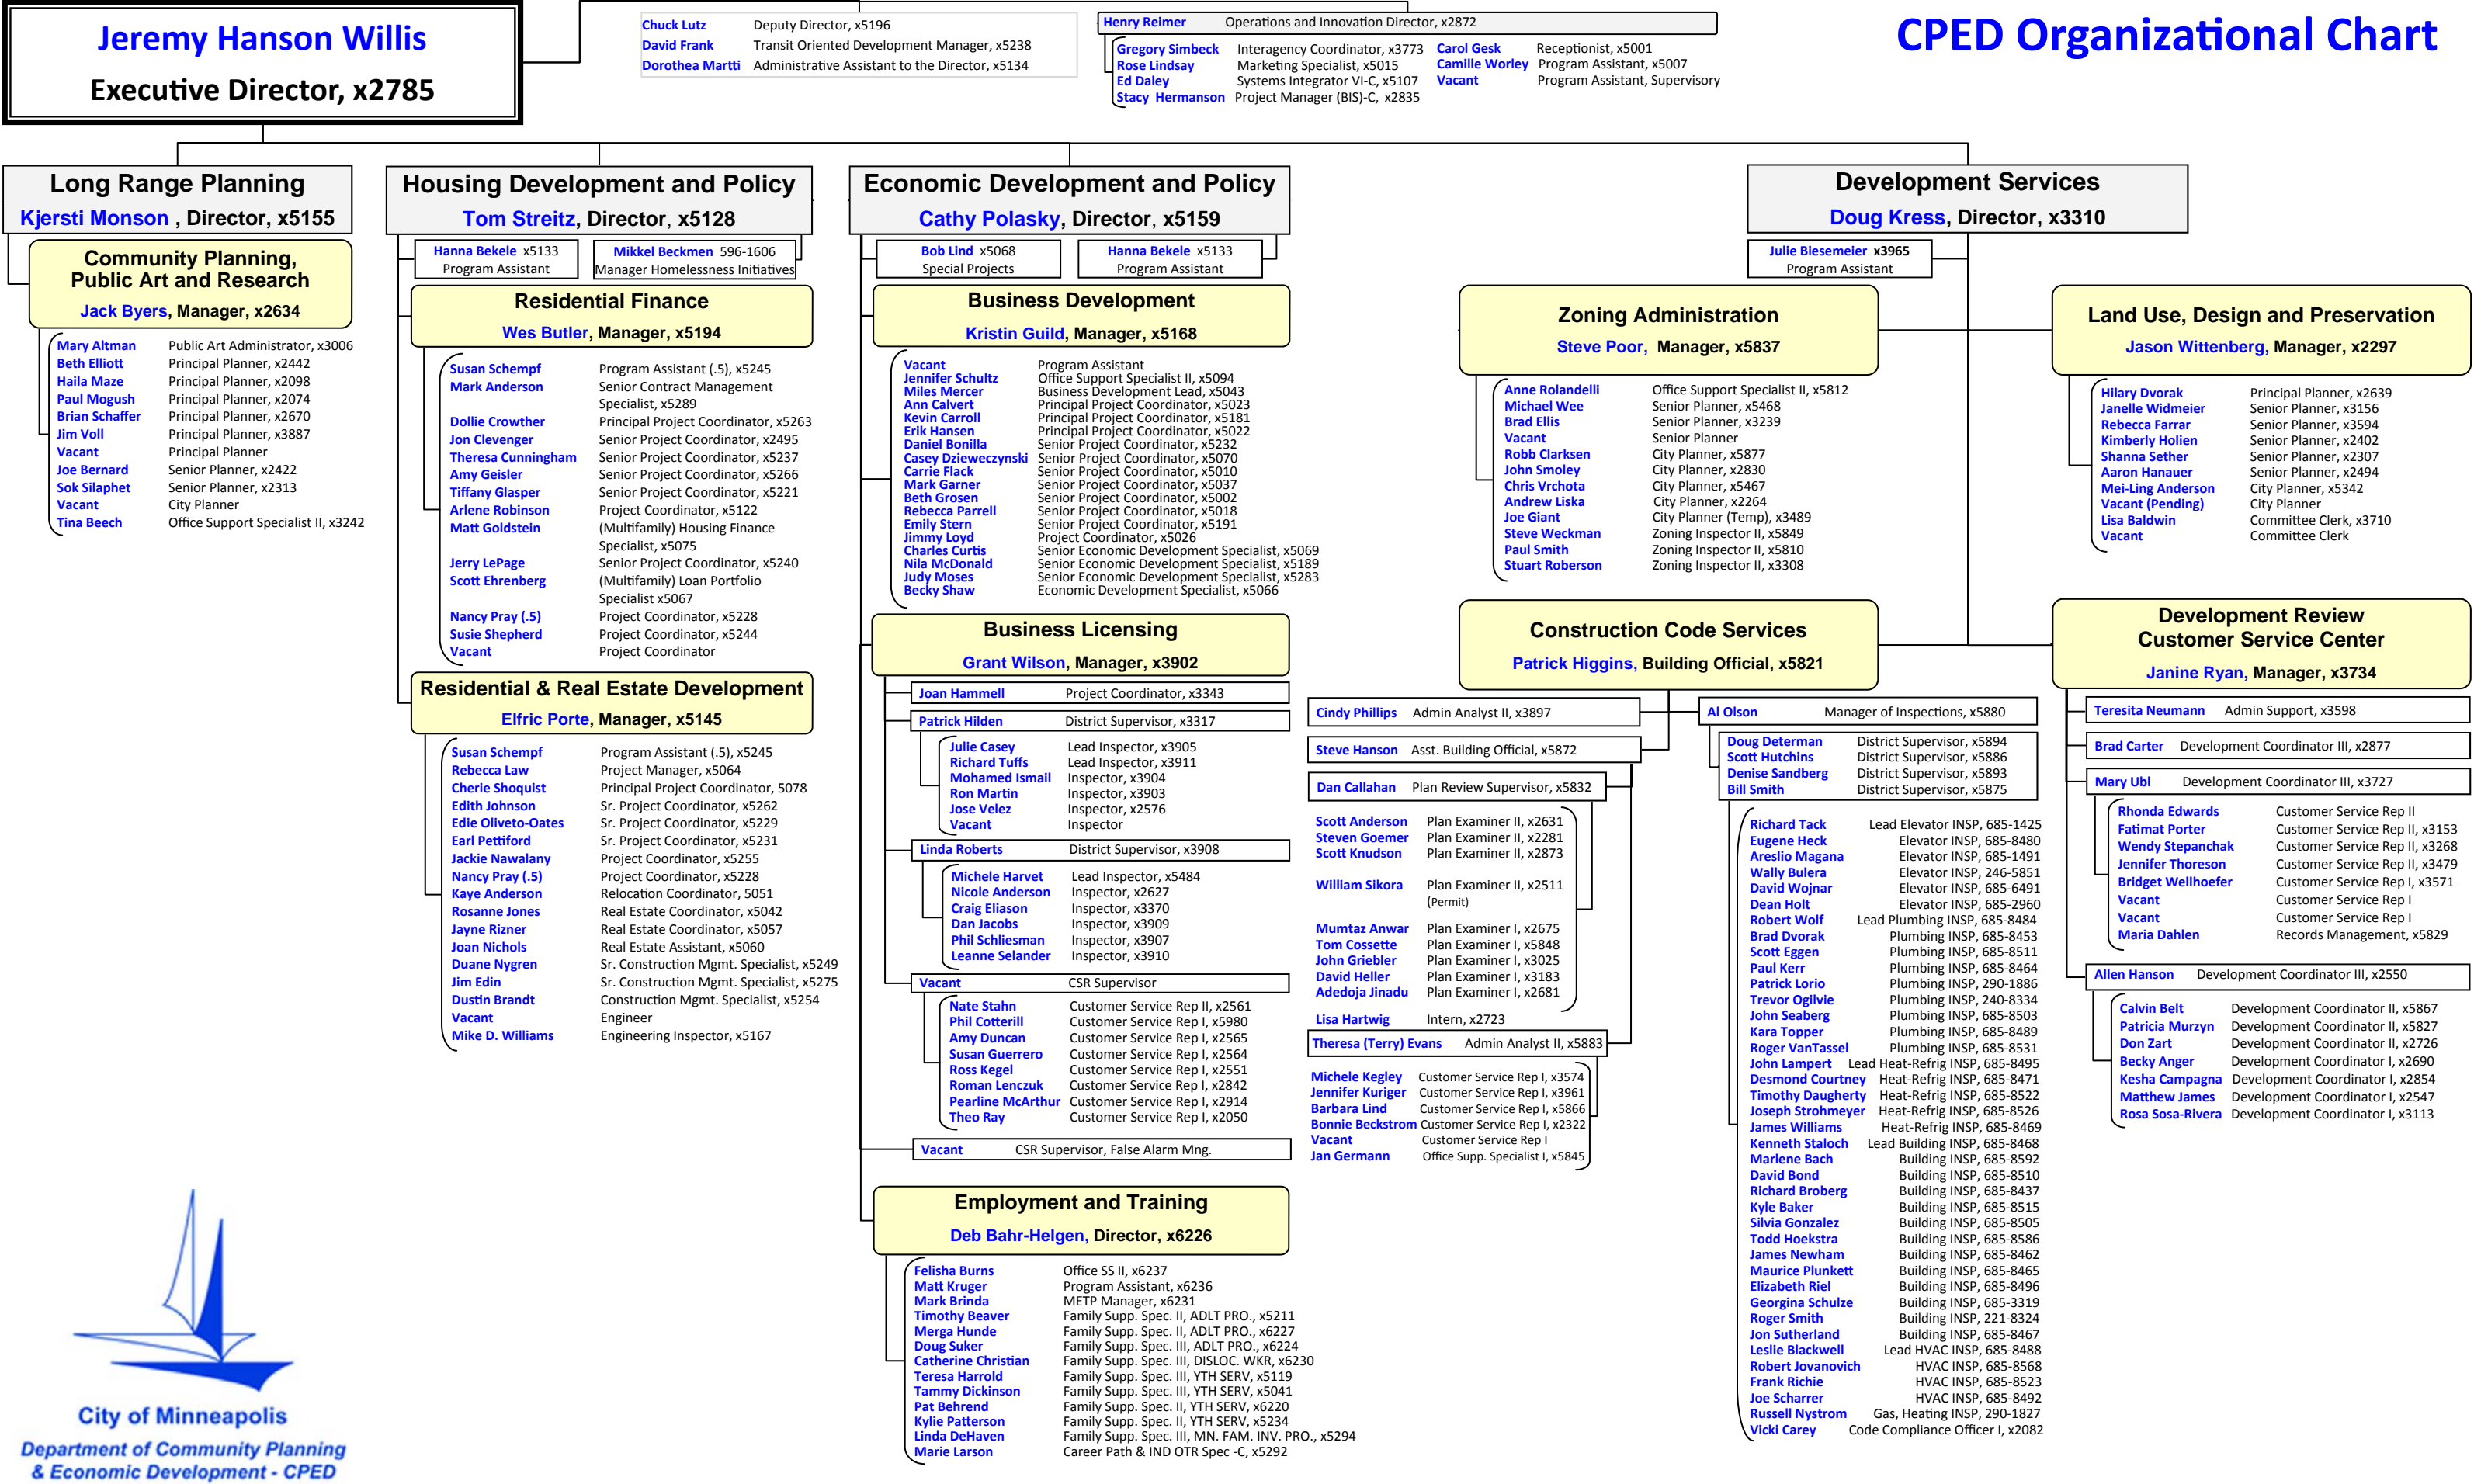 Jeremy Hanson Willis
Executive Director, x2785
Chuck Lutz Deputy Director, x5196
David Frank Transit Oriented Development Manager, x5238
Dorothea Martti Administrative Assistant to the Director, x5134
Henry Reimer Operations and Innovation Director, x2872
Gregory Simbeck Interagency Coordinator, x3773
Rose Lindsay Marketing Specialist, x5015
Ed Daley Systems Integrator VI-C, x5107
Stacy Hermanson Project Manager (BIS)-C, x2835
Carol Gesk Receptionist, x5001
Camille Worley Program Assistant, x5007
Vacant Program Assistant, Supervisory
CPED Organizational Chart
Long Range Planning
Kjersti Monson , Director, x5155
Community Planning,
Public Art and Research
Jack Byers, Manager, x2634
Mary Altman Public Art Administrator, x3006
Beth Elliott Principal Planner, x2442
Haila Maze Principal Planner, x2098
Paul Mogush Principal Planner, x2074
Brian Schaffer Principal Planner, x2670
Jim Voll Principal Planner, x3887
Vacant Principal Planner
Joe Bernard Senior Planner, x2422
Sok Silaphet Senior Planner, x2313
Vacant City Planner
Tina Beech Office Support Specialist II, x3242
Housing Development and Policy
Tom Streitz, Director, x5128
Hanna Bekele x5133
Program Assistant
Mikkel Beckmen 596-1606
Manager Homelessness Initiatives
Residential Finance
Wes Butler, Manager, x5194
Susan Schempf Program Assistant (.5), x5245
Mark Anderson Senior Contract Management
Specialist, x5289
Dollie Crowther Principal Project Coordinator, x5263
Jon Clevenger Senior Project Coordinator, x2495
Theresa Cunningham Senior Project Coordinator, x5237
Amy Geisler Senior Project Coordinator, x5266
Tiffany Glasper Senior Project Coordinator, x5221
Arlene Robinson Project Coordinator, x5122
Matt Goldstein (Multifamily) Housing Finance
Specialist, x5075
Jerry LePage Senior Project Coordinator, x5240
Scott Ehrenberg (Multifamily) Loan Portfolio
Specialist x5067
Nancy Pray (.5) Project Coordinator, x5228
Susie Shepherd Project Coordinator, x5244
Vacant Project Coordinator
Residential & Real Estate Development
Elfric Porte, Manager, x5145
Susan Schempf Program Assistant (.5), x5245
Rebecca Law Project Manager, x5064
Cherie Shoquist Principal Project Coordinator, 5078
Edith Johnson Sr. Project Coordinator, x5262
Edie Oliveto-Oates Sr. Project Coordinator, x5229
Earl Pettiford Sr. Project Coordinator, x5231
Jackie Nawalany Project Coordinator, x5255
Nancy Pray (.5) Project Coordinator, x5228
Kaye Anderson Relocation Coordinator, 5051
Rosanne Jones Real Estate Coordinator, x5042
Jayne Rizner Real Estate Coordinator, x5057
Joan Nichols Real Estate Assistant, x5060
Duane Nygren Sr. Construction Mgmt. Specialist, x5249
Jim Edin Sr. Construction Mgmt. Specialist, x5275
Dustin Brandt Construction Mgmt. Specialist, x5254
Vacant Engineer
Mike D. Williams Engineering Inspector, x5167
Economic Development and Policy
Cathy Polasky, Director, x5159
Bob Lind x5068
Special Projects
Hanna Bekele x5133
Program Assistant
Business Development
Kristin Guild, Manager, x5168
Vacant Program Assistant
Jennifer Schultz Office Support Specialist II, x5094
Miles Mercer Business Development Lead, x5043
Ann Calvert Principal Project Coordinator, x5023
Kevin Carroll Principal Project Coordinator, x5181
Erik Hansen Principal Project Coordinator, x5022
Daniel Bonilla Senior Project Coordinator, x5232
Casey Dzieweczynski Senior Project Coordinator, x5070
Carrie Flack Senior Project Coordinator, x5010
Mark Garner Senior Project Coordinator, x5037
Beth Grosen Senior Project Coordinator, x5002
Rebecca Parrell Senior Project Coordinator, x5018
Emily Stern Senior Project Coordinator, x5191
Jimmy Loyd Project Coordinator, x5026
Charles Curtis Senior Economic Development Specialist, x5069
Nila McDonald Senior Economic Development Specialist, x5189
Judy Moses Senior Economic Development Specialist, x5283
Becky Shaw Economic Development Specialist, x5066
Business Licensing
Grant Wilson, Manager, x3902
Joan Hammell Project Coordinator, x3343
Patrick Hilden District Supervisor, x3317
Julie Casey Lead Inspector, x3905
Richard Tuffs Lead Inspector, x3911
Mohamed Ismail Inspector, x3904
Ron Martin Inspector, x3903
Jose Velez Inspector, x2576
Vacant Inspector
Linda Roberts District Supervisor, x3908
Michele Harvet Lead Inspector, x5484
Nicole Anderson Inspector, x2627
Craig Eliason Inspector, x3370
Dan Jacobs Inspector, x3909
Phil Schliesman Inspector, x3907
Leanne Selander Inspector, x3910
Vacant CSR Supervisor
Nate Stahn Customer Service Rep II, x2561
Phil Cotterill Customer Service Rep I, x5980
Amy Duncan Customer Service Rep I, x2565
Susan Guerrero Customer Service Rep I, x2564
Ross Kegel Customer Service Rep I, x2551
Roman Lenczuk Customer Service Rep I, x2842
Pearline McArthur Customer Service Rep I, x2914
Theo Ray Customer Service Rep I, x2050
Vacant CSR Supervisor, False Alarm Mng.
Employment and Training
Deb Bahr-Helgen, Director, x6226
Felisha Burns Office SS II, x6237
Matt Kruger Program Assistant, x6236
Mark Brinda METP Manager, x6231
Timothy Beaver Family Supp. Spec. II, ADLT PRO., x5211
Merga Hunde Family Supp. Spec. II, ADLT PRO., x6227
Doug Suker Family Supp. Spec. III, ADLT PRO., x6224
Catherine Christian Family Supp. Spec. III, DISLOC. WKR, x6230
Teresa Harrold Family Supp. Spec. III, YTH SERV, x5119
Tammy Dickinson Family Supp. Spec. III, YTH SERV, x5041
Pat Behrend Family Supp. Spec. II, YTH SERV, x6220
Kylie Patterson Family Supp. Spec. II, YTH SERV, x5234
Linda DeHaven Family Supp. Spec. III, MN. FAM. INV. PRO., x5294
Marie Larson Career Path & IND OTR Spec -C, x5292
Development Services
Doug Kress, Director, x3310
Julie Biesemeier x3965
Program Assistant
Zoning Administration
Steve Poor, Manager, x5837
Anne Rolandelli Office Support Specialist II, x5812
Michael Wee Senior Planner, x5468
Brad Ellis Senior Planner, x3239
Vacant Senior Planner
Robb Clarksen City Planner, x5877
John Smoley City Planner, x2830
Chris Vrchota City Planner, x5467
Andrew Liska City Planner, x2264
Joe Giant City Planner (Temp), x3489
Steve Weckman Zoning Inspector II, x5849
Paul Smith Zoning Inspector II, x5810
Stuart Roberson Zoning Inspector II, x3308
Land Use, Design and Preservation
Jason Wittenberg, Manager, x2297
Hilary Dvorak Principal Planner, x2639
Janelle Widmeier Senior Planner, x3156
Rebecca Farrar Senior Planner, x3594
Kimberly Holien Senior Planner, x2402
Shanna Sether Senior Planner, x2307
Aaron Hanauer Senior Planner, x2494
Mei-Ling Anderson City Planner, x5342
Vacant (Pending) City Planner
Lisa Baldwin Committee Clerk, x3710
Vacant Committee Clerk
Construction Code Services
Patrick Higgins, Building Official, x5821
Cindy Phillips Admin Analyst II, x3897
Steve Hanson Asst. Building Official, x5872
Dan Callahan Plan Review Supervisor, x5832
Scott Anderson Plan Examiner II, x2631
Steven Goemer Plan Examiner II, x2281
Scott Knudson Plan Examiner II, x2873
William Sikora Plan Examiner II, x2511
(Permit)
Mumtaz Anwar Plan Examiner I, x2675
Tom Cossette Plan Examiner I, x5848
John Griebler Plan Examiner I, x3025
David Heller Plan Examiner I, x3183
Adedoja Jinadu Plan Examiner I, x2681
Lisa Hartwig Intern, x2723
Theresa (Terry) Evans Admin Analyst II, x5883
Michele Kegley Customer Service Rep I, x3574
Jennifer Kuriger Customer Service Rep I, x3961
Barbara Lind Customer Service Rep I, x5866
Bonnie Beckstrom Customer Service Rep I, x2322
Vacant Customer Service Rep I
Jan Germann Office Supp. Specialist I, x5845
Al Olson Manager of Inspections, x5880
Doug Determan District Supervisor, x5894
Scott Hutchins District Supervisor, x5886
Denise Sandberg District Supervisor, x5893
Bill Smith District Supervisor, x5875
Richard Tack Lead Elevator INSP, 685-1425
Eugene Heck Elevator INSP, 685-8480
Areslio Magana Elevator INSP, 685-1491
Wally Bulera Elevator INSP, 246-5851
David Wojnar Elevator INSP, 685-6491
Dean Holt Elevator INSP, 685-2960
Robert Wolf Lead Plumbing INSP, 685-8484
Brad Dvorak Plumbing INSP, 685-8453
Scott Eggen Plumbing INSP, 685-8511
Paul Kerr Plumbing INSP, 685-8464
Patrick Lorio Plumbing INSP, 290-1886
Trevor Ogilvie Plumbing INSP, 240-8334
John Seaberg Plumbing INSP, 685-8503
Kara Topper Plumbing INSP, 685-8489
Roger VanTassel Plumbing INSP, 685-8531
John Lampert Lead Heat-Refrig INSP, 685-8495
Desmond Courtney Heat-Refrig INSP, 685-8471
Timothy Daugherty Heat-Refrig INSP, 685-8522
Joseph Strohmeyer Heat-Refrig INSP, 685-8526
James Williams Heat-Refrig INSP, 685-8469
Kenneth Staloch Lead Building INSP, 685-8468
Marlene Bach Building INSP, 685-8592
David Bond Building INSP, 685-8510
Richard Broberg Building INSP, 685-8437
Kyle Baker Building INSP, 685-8515
Silvia Gonzalez Building INSP, 685-8505
Todd Hoekstra Building INSP, 685-8586
James Newham Building INSP, 685-8462
Maurice Plunkett Building INSP, 685-8465
Elizabeth Riel Building INSP, 685-8496
Georgina Schulze Building INSP, 685-3319
Roger Smith Building INSP, 221-8324
Jon Sutherland Building INSP, 685-8467
Leslie Blackwell Lead HVAC INSP, 685-8488
Robert Jovanovich HVAC INSP, 685-8568
Frank Richie HVAC INSP, 685-8523
Joe Scharrer HVAC INSP, 685-8492
Russell Nystrom Gas, Heating INSP, 290-1827
Vicki Carey Code Compliance Officer I, x2082
Development Review
Customer Service Center
Janine Ryan, Manager, x3734
Teresita Neumann Admin Support, x3598
Brad Carter Development Coordinator III, x2877
Mary Ubl Development Coordinator III, x3727
Rhonda Edwards Customer Service Rep II
Fatimat Porter Customer Service Rep II, x3153
Wendy Stepanchak Customer Service Rep II, x3268
Jennifer Thoreson Customer Service Rep II, x3479
Bridget Wellhoefer Customer Service Rep I, x3571
Vacant Customer Service Rep I
Vacant Customer Service Rep I
Maria Dahlen Records Management, x5829
Allen Hanson Development Coordinator III, x2550
Calvin Belt Development Coordinator II, x5867
Patricia Murzyn Development Coordinator II, x5827
Don Zart Development Coordinator II, x2726
Becky Anger Development Coordinator I, x2690
Kesha Campagna Development Coordinator I, x2854
Matthew James Development Coordinator I, x2547
Rosa Sosa-Rivera Development Coordinator I, x3113
City of Minneapolis
Department of Community Planning
& Economic Development - CPED